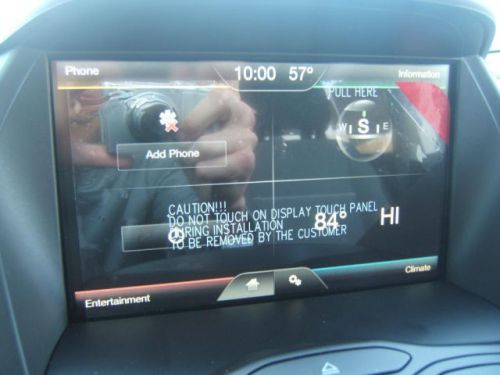 Phone 10:00 57° Information
PULL HERE
W S E
Add Phone
CAUTION!!!
DO NOT TOUCH ON DISPLAY TOUCH PANEL
DURING INSTALLATION
TO BE REMOVED BY THE CUSTOMER
84° HI
Entertainment Climate